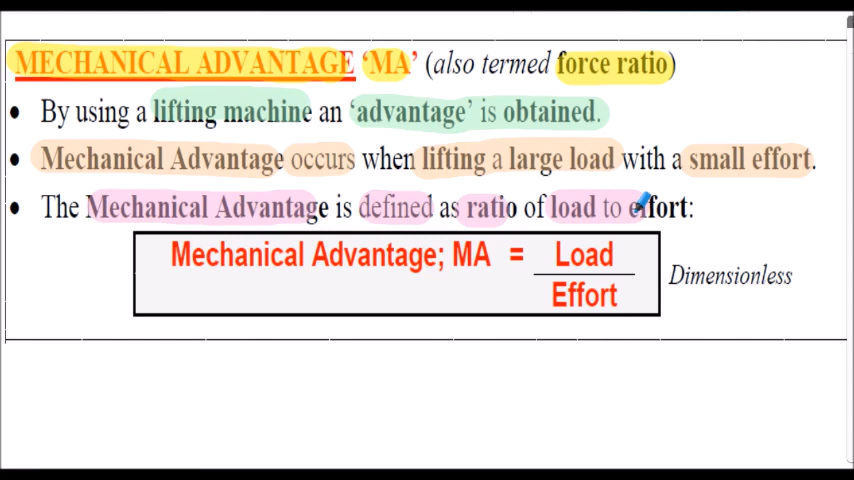 MECHANICAL ADVANTAGE ‘MA’ (also termed force ratio)
• By using a lifting machine an ‘advantage’ is obtained.
• Mechanical Advantage occurs when lifting a large load with a small effort.
• The Mechanical Advantage is defined as ratio of load to effort:
Mechanical Advantage; MA = Load
Effort
Dimensionless